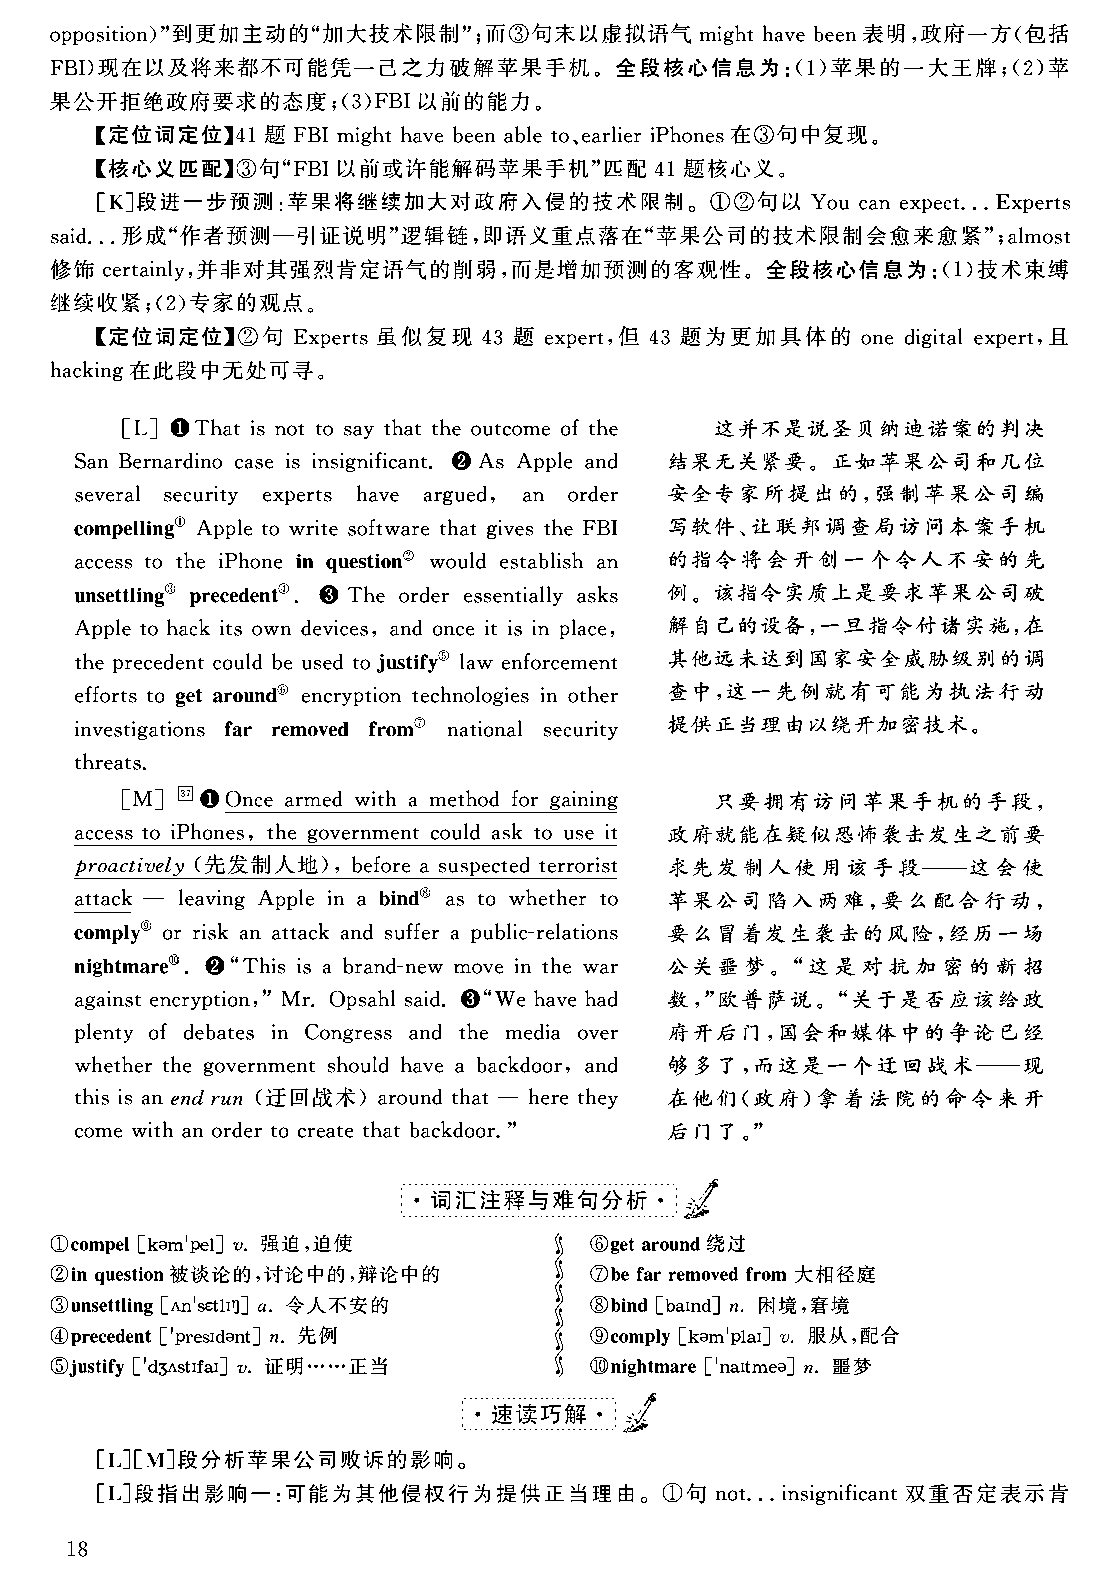 opposition)”到更加主动的“加大技术限制”;而③句末以虚拟语气 might have been 表明,政府一方(包括
FBI)现在以及将来都不可能凭一己之力破解苹果手机。全段核心信息为:(1)苹果的一大王牌;(2)苹
果公开拒绝政府要求的态度;(3)FBI 以前的能力。
【定位词定位】41 题 FBI might have been able to、earlier iPhones 在③句中复现。
【核心义匹配】③句“FBI 以前或许能解码苹果手机”匹配 41 题核心义。
[K]段进一步预测:苹果将继续加大对政府入侵的技术限制。①②句以 You can expect... Experts
said... 形成“作者预测—引证说明”逻辑链,即语义重点落在“苹果公司的技术限制会愈来愈紧”;almost
修饰 certainly,并非对其强烈肯定语气的削弱,而是增加预测的客观性。全段核心信息为:(1)技术束缚
继续收紧;(2)专家的观点。
【定位词定位】②句 Experts 虽似复现 43 题 expert,但 43 题为更加具体的 one digital expert,且
hacking 在此段中无处可寻。
[L] ❶ That is not to say that the outcome of the
San Bernardino case is insignificant. ❷ As Apple and
several security experts have argued, an order
compelling① Apple to write software that gives the FBI
access to the iPhone in question② would establish an
unsettling③ precedent④. ❸ The order essentially asks
Apple to hack its own devices, and once it is in place,
the precedent could be used to justify⑤ law enforcement
efforts to get around⑥ encryption technologies in other
investigations far removed from⑦ national security
threats.
这并不是说圣贝纳迪诺案的判决
结果无关紧要。正如苹果公司和几位
安全专家所提出的,强制苹果公司编
写软件、让联邦调查局访问本案手机
的指令将会开创一个令人不安的先
例。该指令实质上是要求苹果公司破
解自己的设备,一旦指令付诸实施,在
其他远未达到国家安全威胁级别的调
查中,这一先例就有可能为执法行动
提供正当理由以绕开加密技术。
[M] 37 ❶ Once armed with a method for gaining
access to iPhones, the government could ask to use it
proactively (先发制人地), before a suspected terrorist
attack — leaving Apple in a bind⑧ as to whether to
comply⑨ or risk an attack and suffer a public-relations
nightmare⑩. ❷ “This is a brand-new move in the war
against encryption,” Mr. Opsahl said. ❸ “We have had
plenty of debates in Congress and the media over
whether the government should have a backdoor, and
this is an end run (迂回战术) around that — here they
come with an order to create that backdoor.”
只要拥有访问苹果手机的手段,
政府就能在疑似恐怖袭击发生之前要
求先发制人使用该手段——这会使
苹果公司陷入两难,要么配合行动,
要么冒着发生袭击的风险,经历一场
公关噩梦。“这是对抗加密的新招
数,”欧普萨说。“关于是否应该给政
府开后门,国会和媒体中的争论已经
够多了,而这是一个迂回战术——现
在他们(政府)拿着法院的命令来开
后门了。”
·词汇注释与难句分析·
①compel [kəm'pel] v. 强迫,迫使
②in question 被谈论的,讨论中的,辩论中的
③unsettling [ʌn'sɛtlɪŋ] a. 令人不安的
④precedent ['presɪdənt] n. 先例
⑤justify ['dʒʌstɪfaɪ] v. 证明……正当
⑥get around 绕过
⑦be far removed from 大相径庭
⑧bind [baɪnd] n. 困境,窘境
⑨comply [kəm'plaɪ] v. 服从,配合
⑩nightmare ['naɪtmeə] n. 噩梦
·速读巧解·
[L][M]段分析苹果公司败诉的影响。
[L]段指出影响一:可能为其他侵权行为提供正当理由。①句 not... insignificant 双重否定表示肯
18